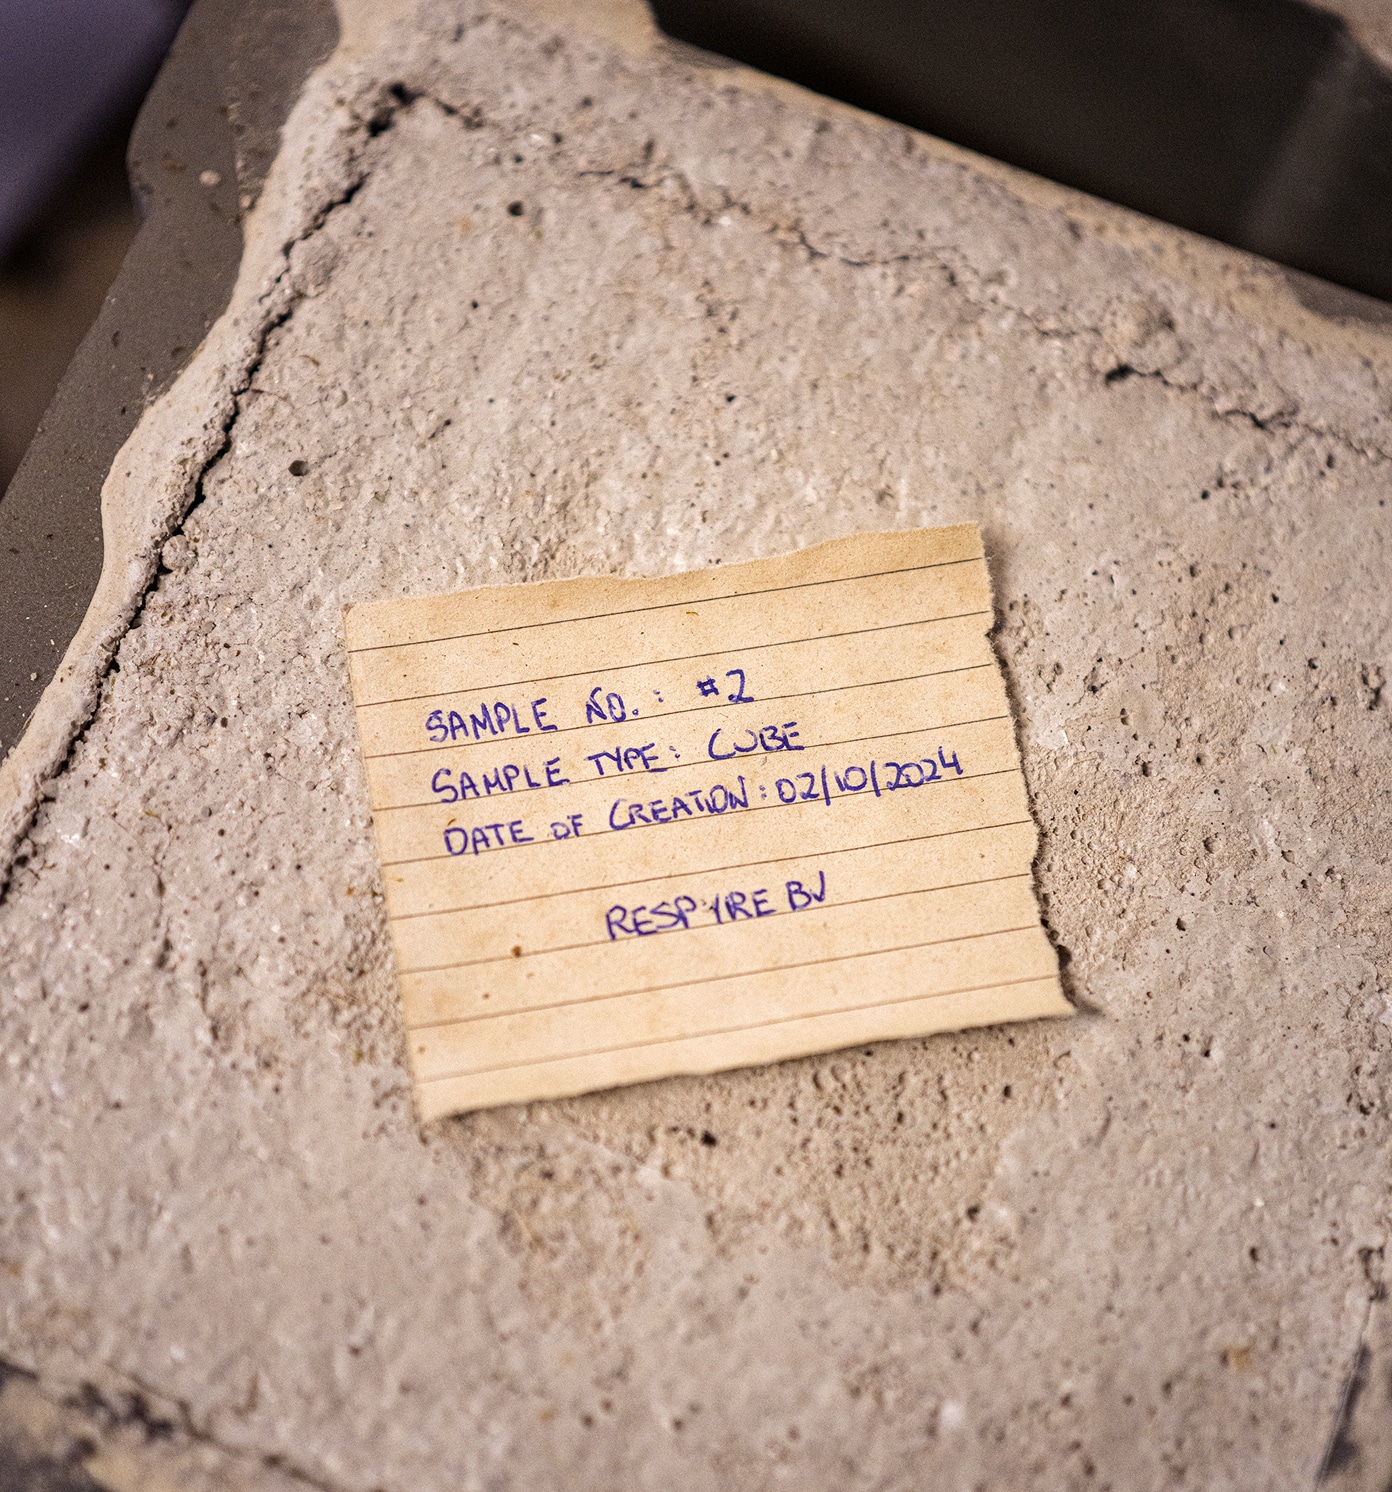 SAMPLE NO. : #2
SAMPLE TYPE: CUBE
DATE OF CREATION: 02/10/2024
RESPYRE BV